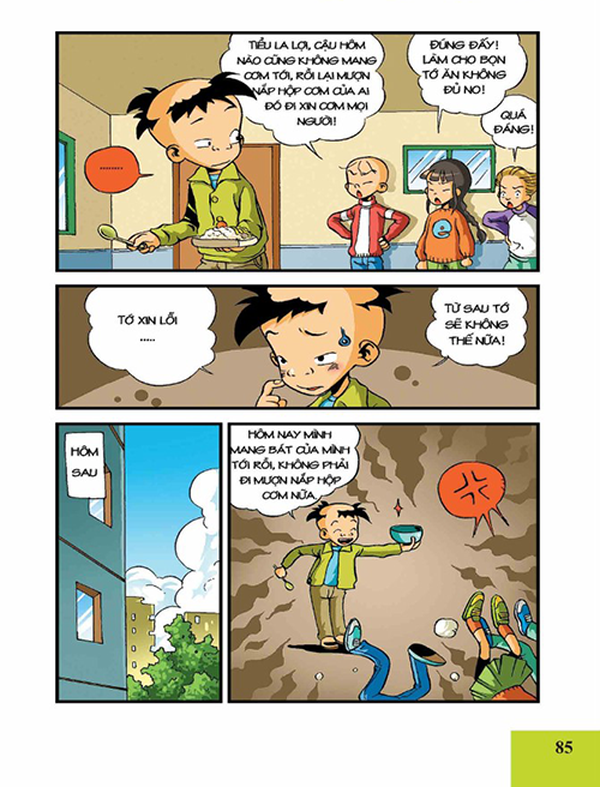 TIỂU LA LỢI, CẬU HÔM
NÀO CŨNG KHÔNG MANG
CƠM TỚI, RỒI LẠI MƯỢN
NẮP HỘP CƠM CỦA AI
ĐÓ ĐI XIN CƠM MỌI
NGƯỜI!
ĐÚNG ĐẤY!
LÀM CHO BỌN
TỚ ĂN KHÔNG
ĐỦ NO!
QUÁ
ĐÁNG!
........
TỚ XIN LỖI
.....
TỪ SAU TỚ
SẼ KHÔNG
THẾ NỮA!
HÔM
SAU
HÔM NAY MÌNH
MANG BÁT CỦA MÌNH
TỚI RỒI, KHÔNG PHẢI
ĐI MƯỢN NẮP HỘP
CƠM NỮA.
85